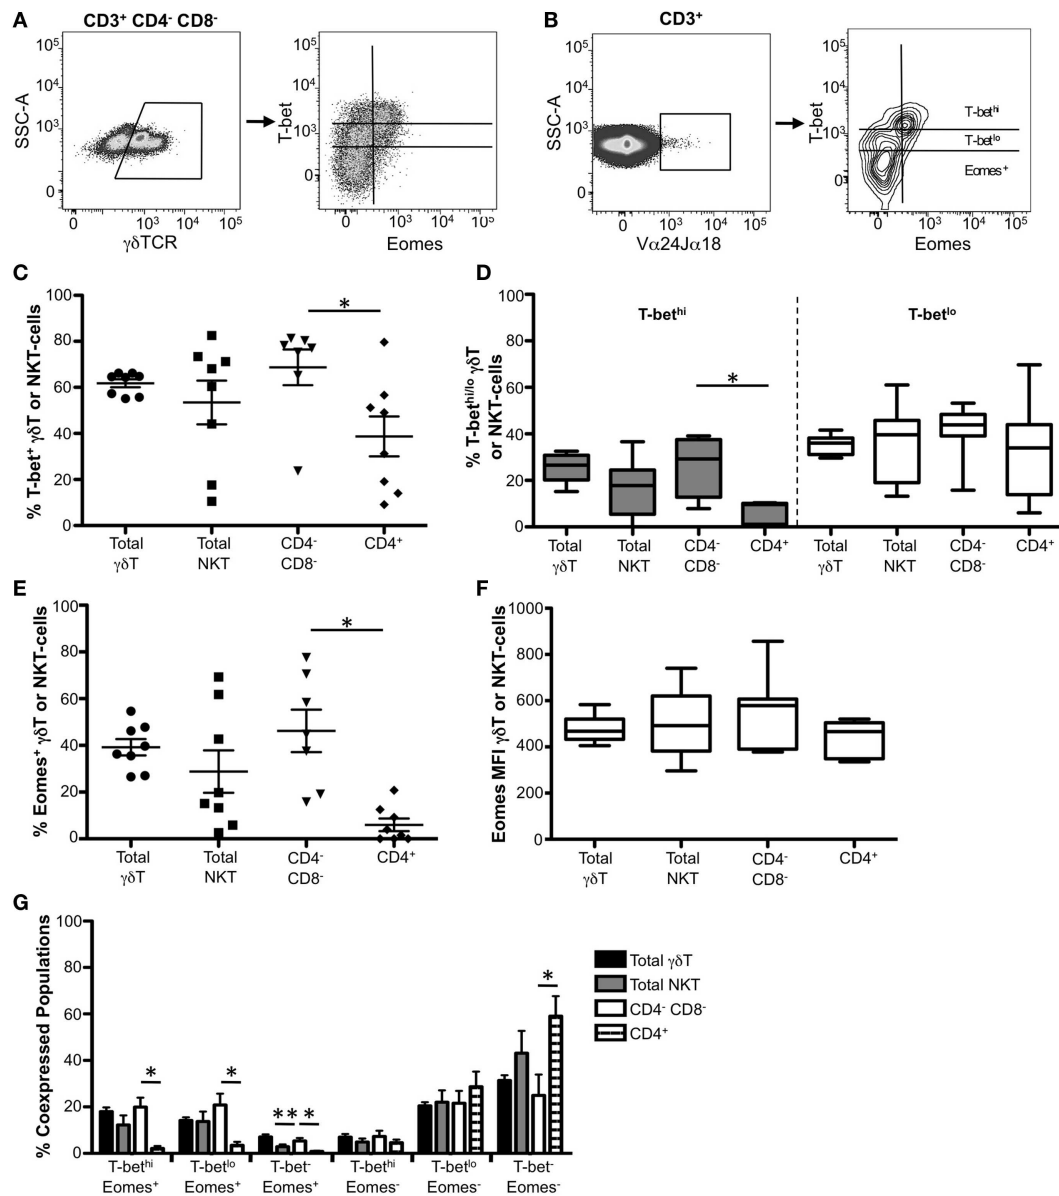 A
CD3⁺ CD4⁻ CD8⁻
SSC-A
10⁵
10⁴
10³
0
0 10³ 10⁴ 10⁵
γδTCR
T-bet
10⁵
10⁴
10³
0
0 10³ 10⁴ 10⁵
Eomes
B
CD3⁺
SSC-A
10⁵
10⁴
10³
0
0 10³ 10⁴ 10⁵
Vα24Jα18
T-bet
10⁵
10⁴
10³
0
T-betʰⁱ
T-betˡᵒ
Eomes⁺
0 10³ 10⁴ 10⁵
Eomes
C
% T-bet⁺ γδT or NKT-cells
100
80
60
40
20
0
*
Total γδT
Total NKT
CD4⁻ CD8⁻
CD4⁺
D
% T-betʰⁱ/ˡᵒ γδT
or NKT-cells
100
80
60
40
20
0
T-betʰⁱ
T-betˡᵒ
*
Total γδT
Total NKT
CD4⁻ CD8⁻
CD4⁺
Total γδT
Total NKT
CD4⁻ CD8⁻
CD4⁺
E
% Eomes⁺ γδT or NKT-cells
100
80
60
40
20
0
*
Total γδT
Total NKT
CD4⁻ CD8⁻
CD4⁺
F
Eomes MFI γδT or NKT-cells
1000
800
600
400
200
0
Total γδT
Total NKT
CD4⁻ CD8⁻
CD4⁺
G
% Coexpressed Populations
100
80
60
40
20
0
*
*
** *
*
T-betʰⁱ Eomes⁺
T-betˡᵒ Eomes⁺
T-bet⁻ Eomes⁺
T-betʰⁱ Eomes⁻
T-betˡᵒ Eomes⁻
T-bet⁻ Eomes⁻
Total γδT
Total NKT
CD4⁻ CD8⁻
CD4⁺